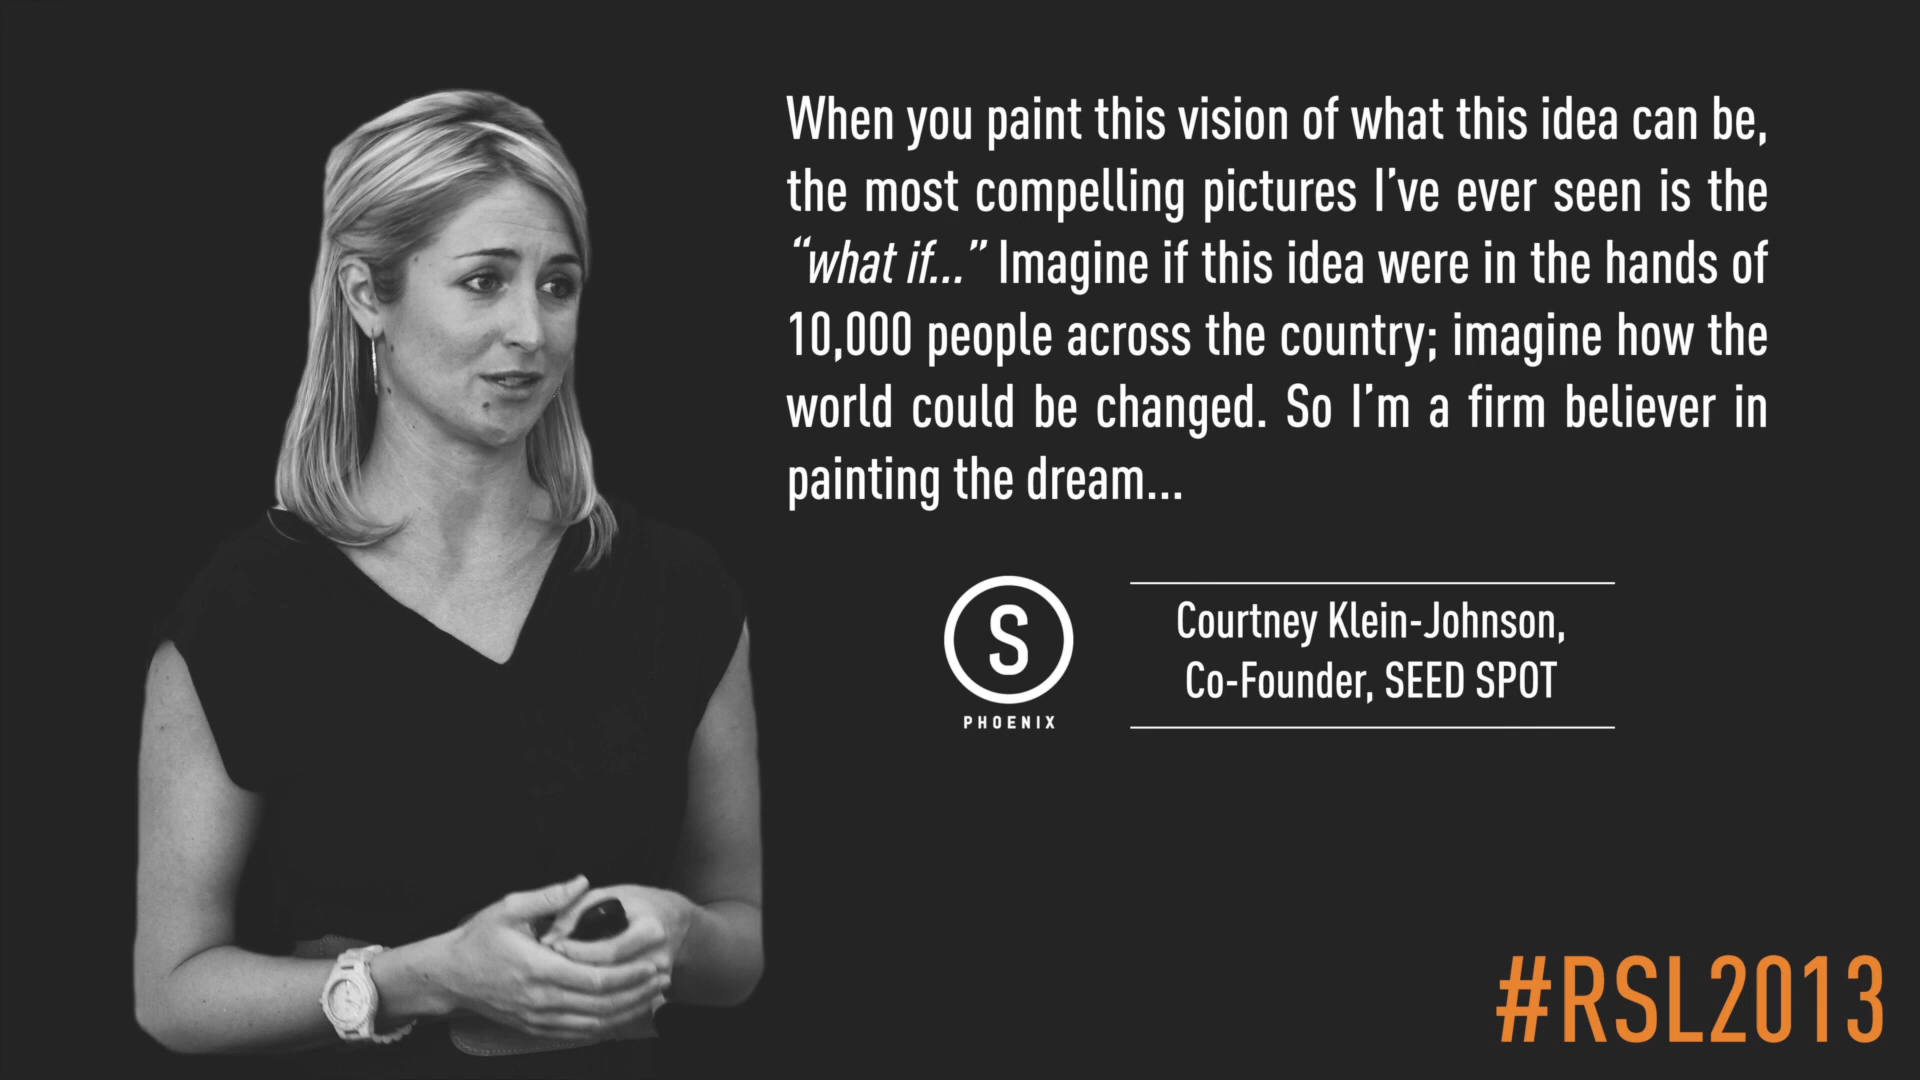 When you paint this vision of what this idea can be,
the most compelling pictures I've ever seen is the
“what if...” Imagine if this idea were in the hands of
10,000 people across the country; imagine how the
world could be changed. So I'm a firm believer in
painting the dream...
S
PHOENIX
Courtney Klein-Johnson,
Co-Founder, SEED SPOT
#RSL2013